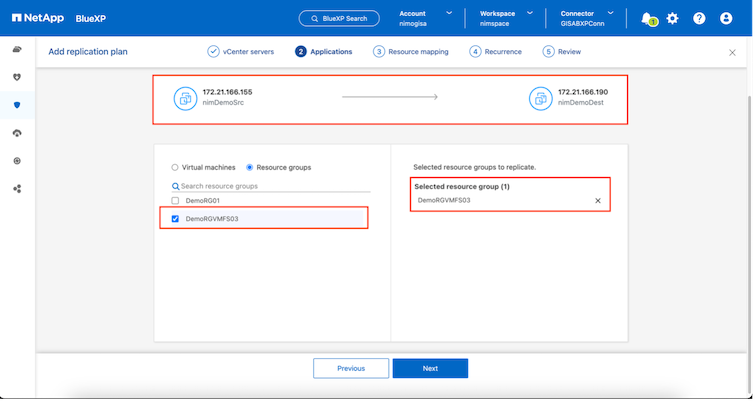 NetApp BlueXP
BlueXP Search
Account
nimogisa
Workspace
nimspace
Connector
GISABXPConn
1
Add replication plan
vCenter servers
2 Applications
3 Resource mapping
4 Recurrence
5 Review
172.21.166.155
nimDemoSrc
172.21.166.190
nimDemoDest
Virtual machines
Resource groups
Search resource groups
DemoRG01
DemoRGVMFS03
Selected resource groups to replicate.
Selected resource group (1)
DemoRGVMFS03
Previous
Next